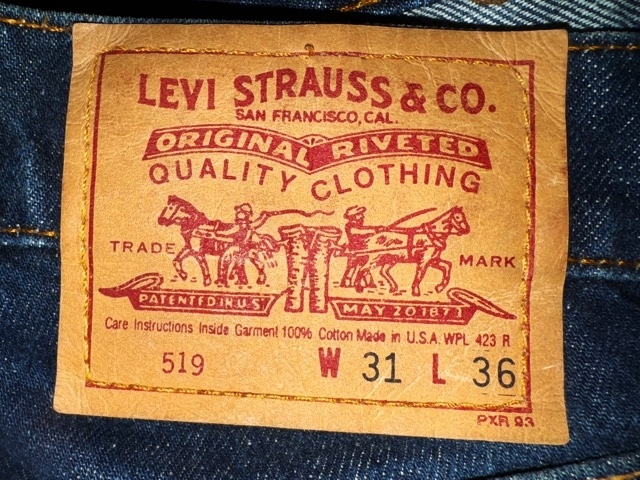 LEVI STRAUSS & CO.
SAN FRANCISCO, CAL.
ORIGINAL RIVETED
QUALITY CLOTHING
TRADE MARK
PATENTED IN U.S. MAY 20 1873
Care Instructions Inside Garment 100% Cotton Made in U.S.A. WPL 423 R
519 W 31 L 36
PXR 93